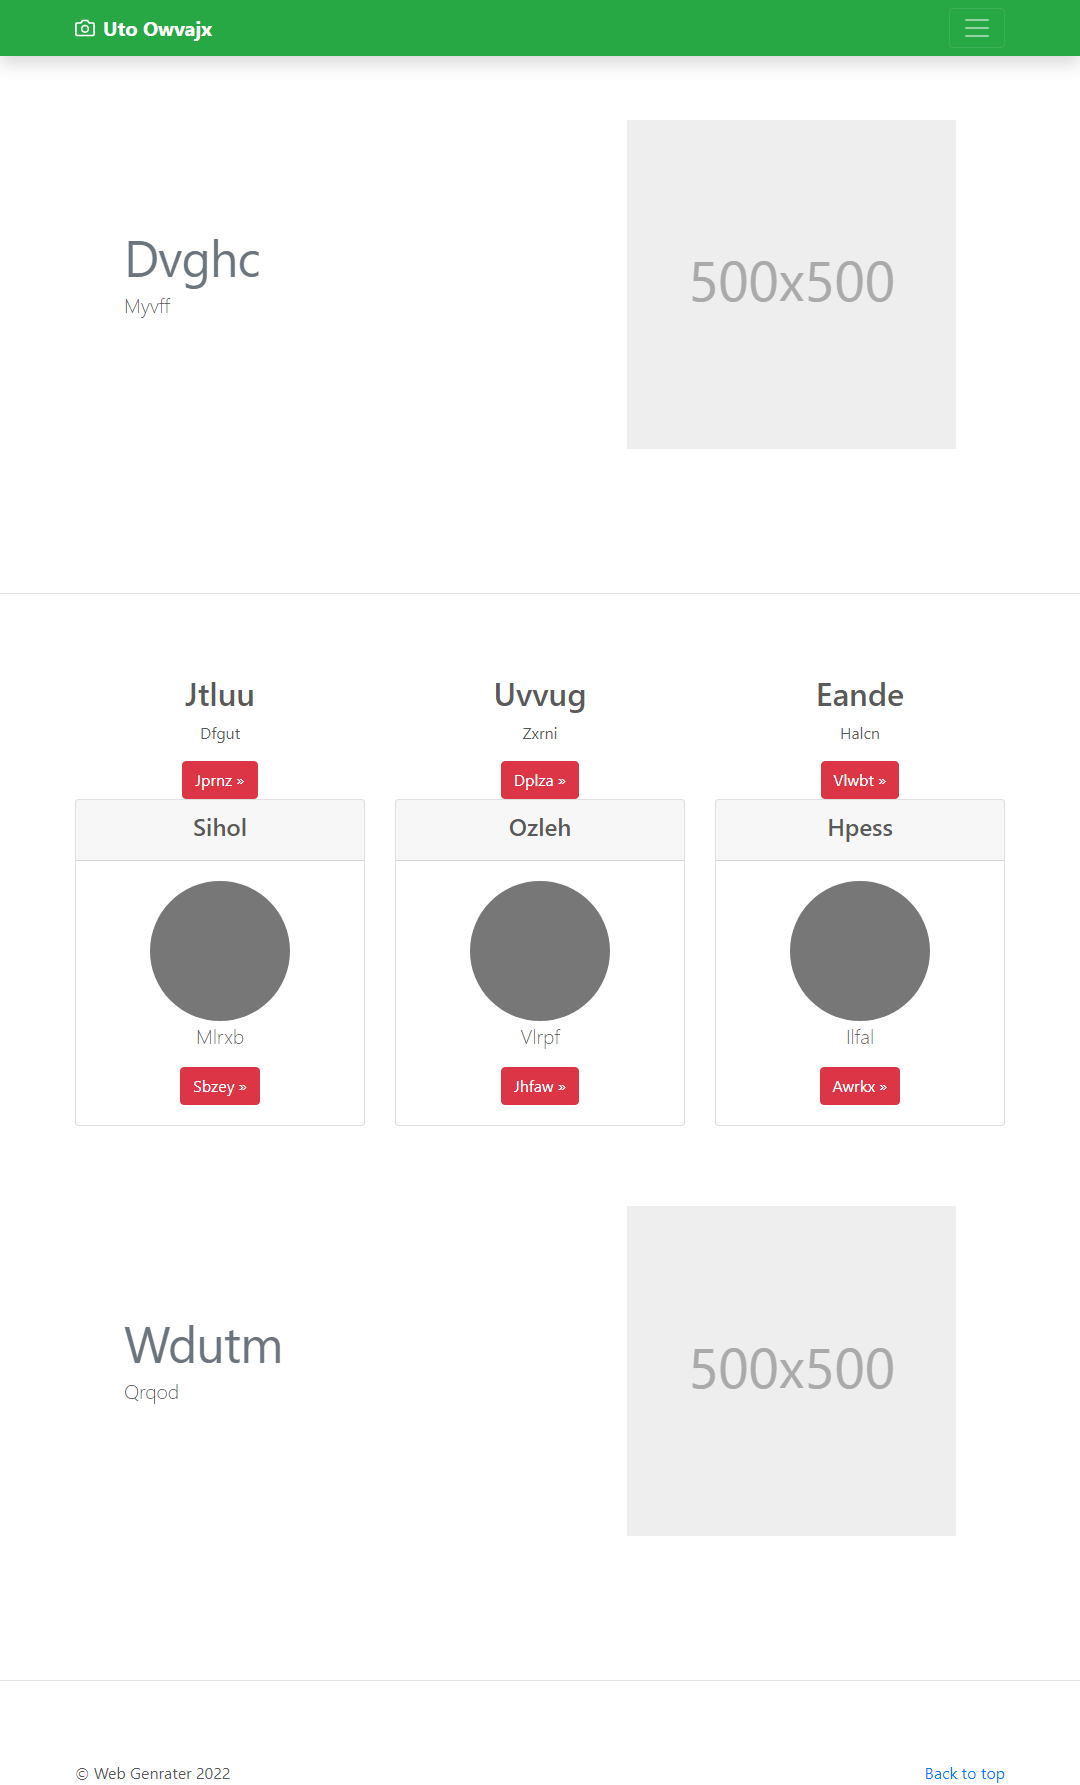 Uto Owvajx
Dvghc
Myvff
500x500
Jtluu
Dfgut
Jprnz »
Uvvug
Zxrni
Dplza »
Eande
Halcn
Vlwbt »
Sihol
Mlrxb
Sbzey »
Ozleh
Vlrpf
Jhfaw »
Hpess
Ilfal
Awrkx »
Wdutm
Qrqod
500x500
© Web Genrater 2022
Back to top